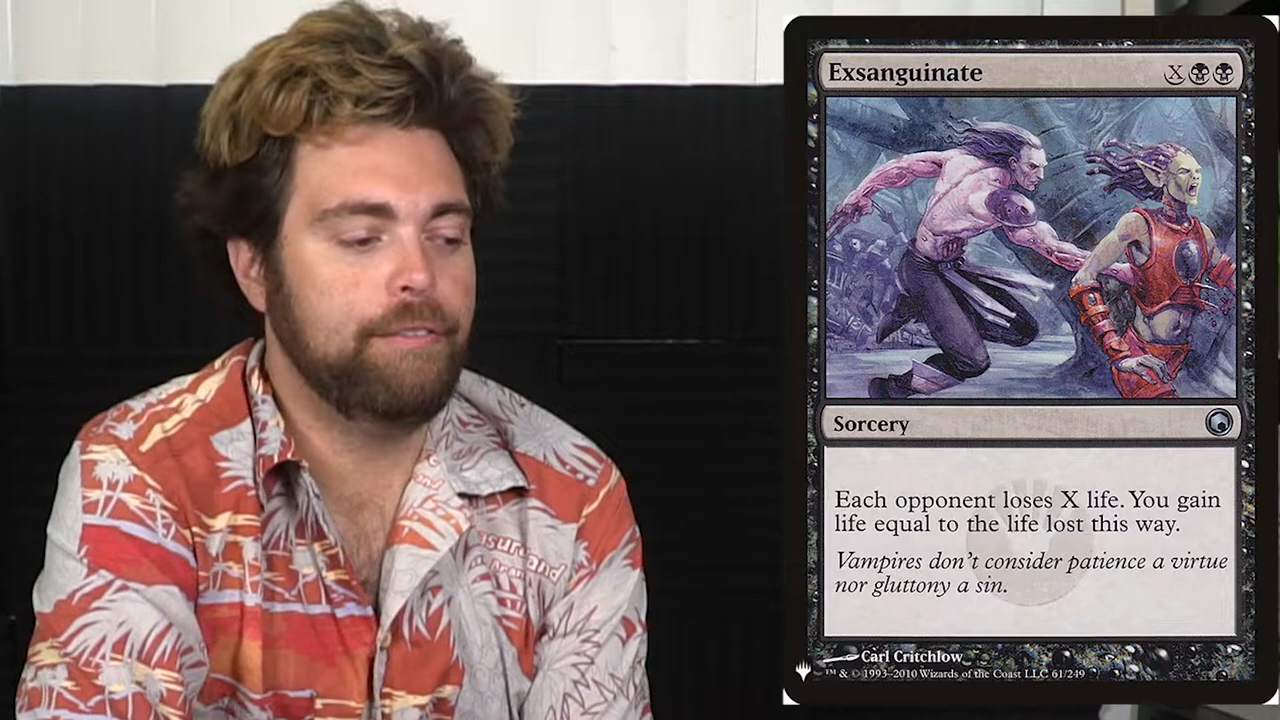 Exsanguinate X
Sorcery
Each opponent loses X life. You gain
life equal to the life lost this way.
Vampires don't consider patience a virtue
nor gluttony a sin.
Carl Critchlow
™ & © 1993–2010 Wizards of the Coast LLC 61/249